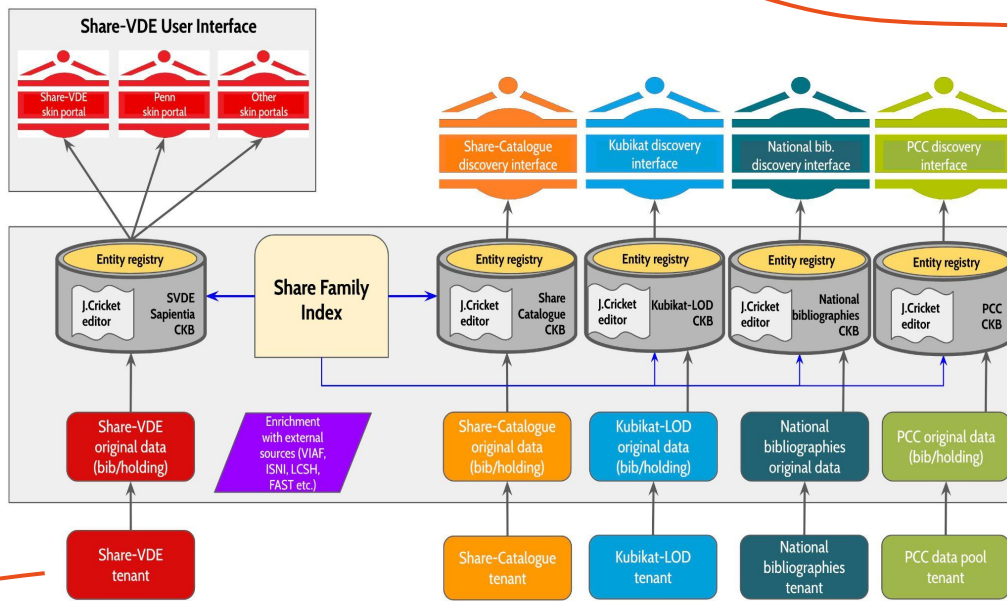 Share-VDE User Interface
Share-VDE
skin portal
Penn
skin portal
Other
skin portals
Share-Catalogue
discovery interface
Kubikat discovery
interface
National bib.
discovery interface
PCC discovery
interface
Entity registry
J.Cricket
editor
SVDE
Sapientia
CKB
Share Family
Index
Entity registry
J.Cricket
editor
Share
Catalogue
CKB
Entity registry
J.Cricket
editor
Kubikat-LOD
CKB
Entity registry
J.Cricket
editor
National
bibliographies
CKB
Entity registry
J.Cricket
editor
PCC
CKB
Share-VDE
original data
(bib/holding)
Enrichment
with external
sources (VIAF,
ISNI, LCSH,
FAST etc.)
Share-Catalogue
original data
(bib/holding)
Kubikat-LOD
original data
(bib/holding)
National
bibliographies
original data
PCC original data
(bib/holding)
Share-VDE
tenant
Share-Catalogue
tenant
Kubikat-LOD
tenant
National
bibliographies
tenant
PCC data pool
tenant